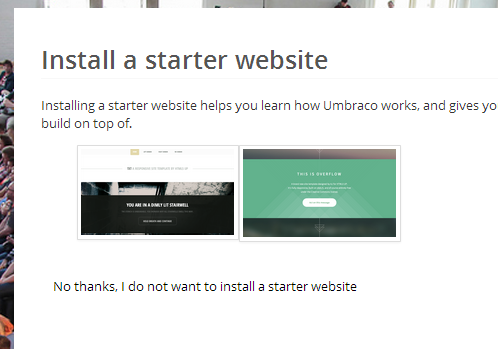 Install a starter website
Installing a starter website helps you learn how Umbraco works, and gives yo
build on top of.
YOU ARE IN A DIMLY LIT STAIRWELL
THIS IS OVERFLOW
No thanks, I do not want to install a starter website